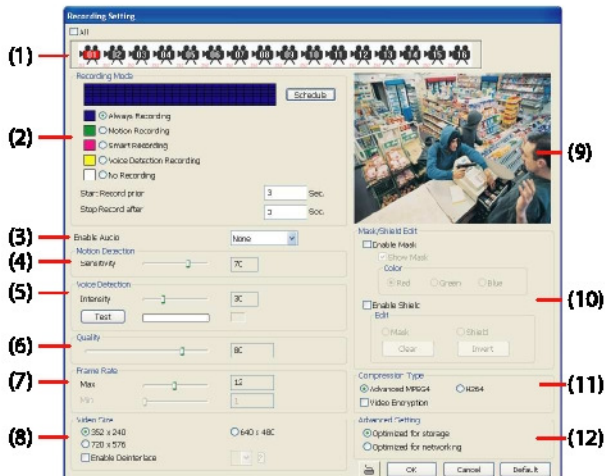 Recording Setting
All
(1)
01 02 03 04 05 06 07 08 09 10 11 12 13 14 15 16
Recording Mode
Schedule
(2)
Always Recording
Motion Recording
Smart Recording
Voice Detection Recording
No Recording
Start Record prior 3 Sec.
Stop Record after 3 Sec.
(9)
(3) Enable Audio None
Motion Detection
(4) Sensitivity 70
Voice Detection
(5) Intensity 30
Test
Quality
(6) 80
Frame Rate
(7) Max 12
Min 1
Video Size
(8) 352 x 240 640 x 480
720 x 576
Enable Deinterlace
Mask/Shield Edit
Enable Mask
Show Mask
Color
Red Green Blue
(10)
Enable Shield
Edit
Mask Shield
Clear Invert
Compression Type
Advanced MPEG4 H264 (11)
Video Encryption
Advanced Setting
Optimized for storage (12)
Optimized for networking
OK Cancel Default